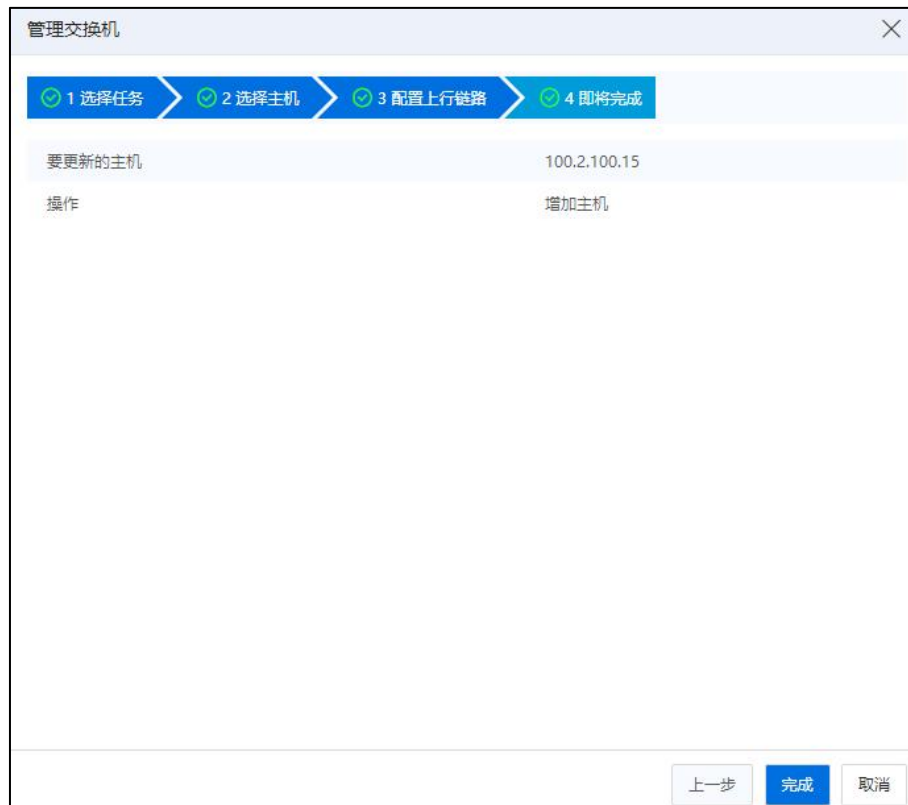 管理交换机
1 选择任务 2 选择主机 3 配置上行链路 4 即将完成
要更新的主机 100.2.100.15
操作 增加主机
上一步 完成 取消